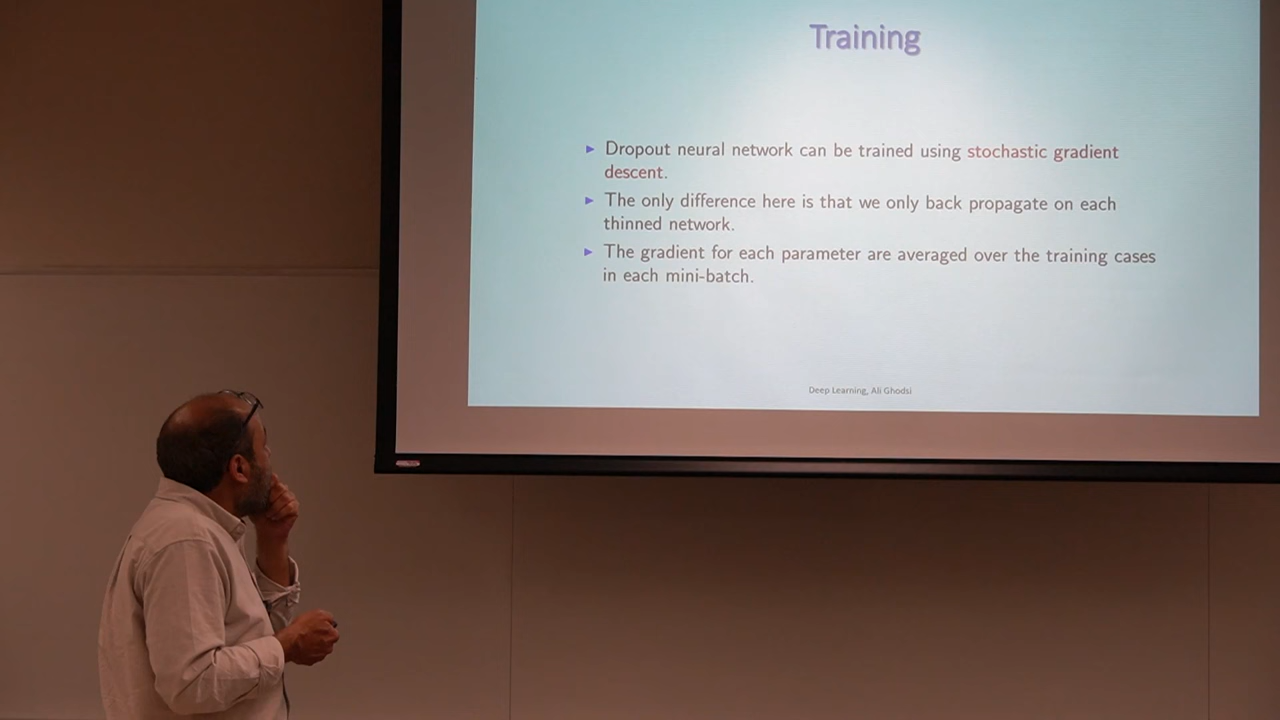 Training
▶ Dropout neural network can be trained using stochastic gradient
descent.
▶ The only difference here is that we only back propagate on each
thinned network.
▶ The gradient for each parameter are averaged over the training cases
in each mini-batch.
Deep Learning, Ali Ghodsi